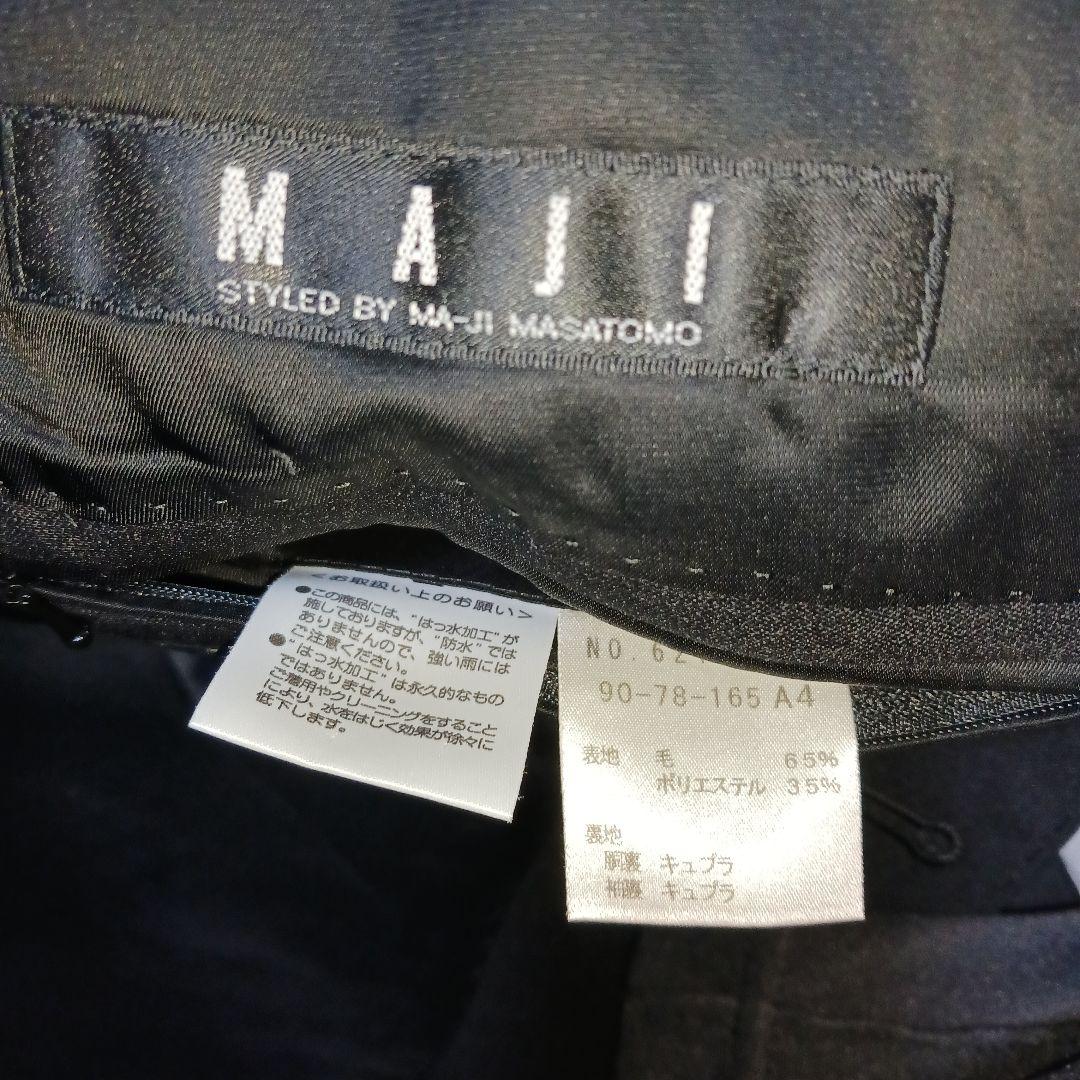 M A J I
STYLED BY MA-JI MASATOMO
<お取扱い上のお願い>
●この商品には、"はっ水加工"が
施しておりますが、"防水"では
ありませんので、強い雨には
ご注意ください。
●"はっ水加工"は永久的なもの
ではありません。
ご着用やクリーニングをすること
により、水をはじく効果が徐々に
低下します。
NO.62
90-78-165 A4
表地 毛 65%
ポリエステル 35%
裏地
胴裏 キュプラ
袖裏 キュプラ